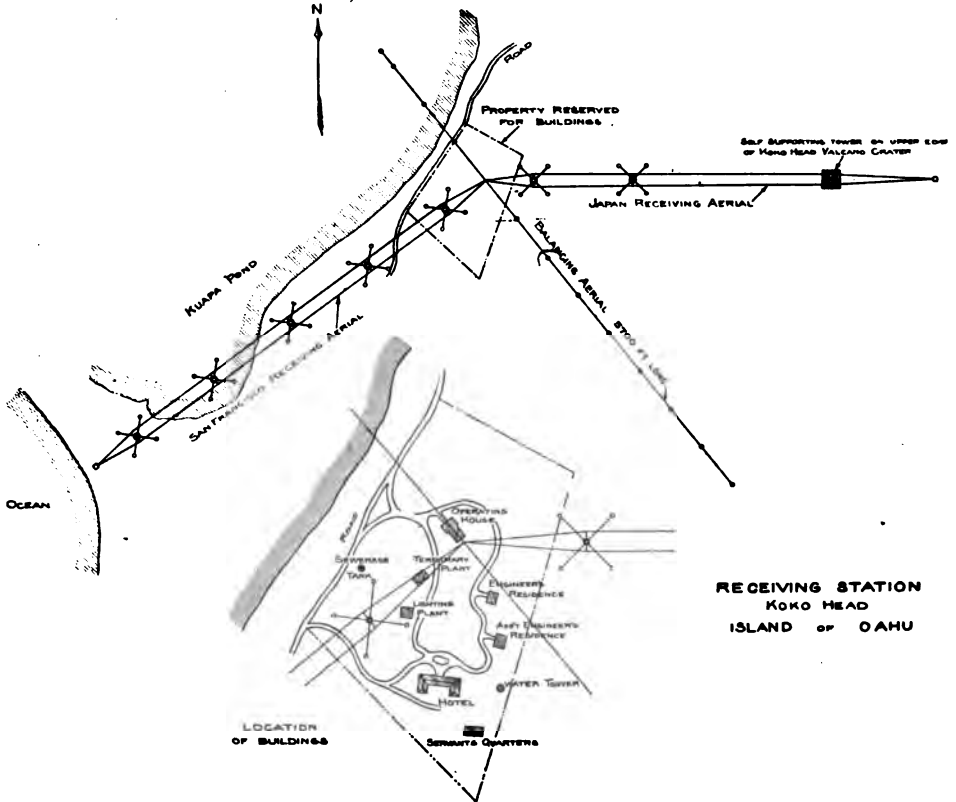 N
ROAD
PROPERTY RESERVED
FOR BUILDINGS
SELF SUPPORTING TOWER ON UPPER EDGE
OF KOKO HEAD VALCANO CRATER
JAPAN RECEIVING AERIAL
BALANCING AERIAL 5700 FT LONG
KUAPA POND
SAN FRANCISCO RECEIVING AERIAL
OCEAN
ROAD
OPERATING
HOUSE
SEWERAGE
TANK
TEMPORARY
PLANT
LIGHTING
PLANT
ENGINEERS
RESIDENCE
ASS'T ENGINEERS
RESIDENCE
WATER TOWER
HOTEL
SERVANTS QUARTERS
LOCATION
OF BUILDINGS
RECEIVING STATION
KOKO HEAD
ISLAND OF OAHU